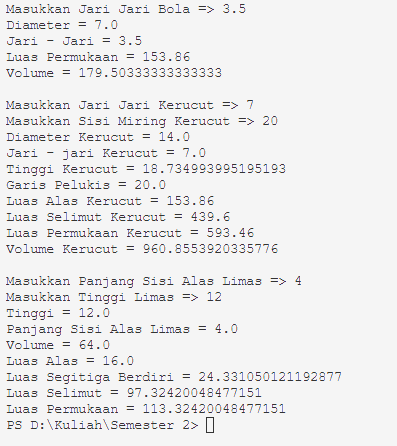 Masukkan Jari Jari Bola => 3.5
Diameter = 7.0
Jari - Jari = 3.5
Luas Permukaan = 153.86
Volume = 179.50333333333333
Masukkan Jari Jari Kerucut => 7
Masukkan Sisi Miring Kerucut => 20
Diameter Kerucut = 14.0
Jari - jari Kerucut = 7.0
Tinggi Kerucut = 18.734993995195193
Garis Pelukis = 20.0
Luas Alas Kerucut = 153.86
Luas Selimut Kerucut = 439.6
Luas Permukaan Kerucut = 593.46
Volume Kerucut = 960.8553920335776
Masukkan Panjang Sisi Alas Limas => 4
Masukkan Tinggi Limas => 12
Tinggi = 12.0
Panjang Sisi Alas Limas = 4.0
Volume = 64.0
Luas Alas = 16.0
Luas Segitiga Berdiri = 24.331050121192877
Luas Selimut = 97.32420048477151
Luas Permukaan = 113.32420048477151
PS D:\Kuliah\Semester 2>